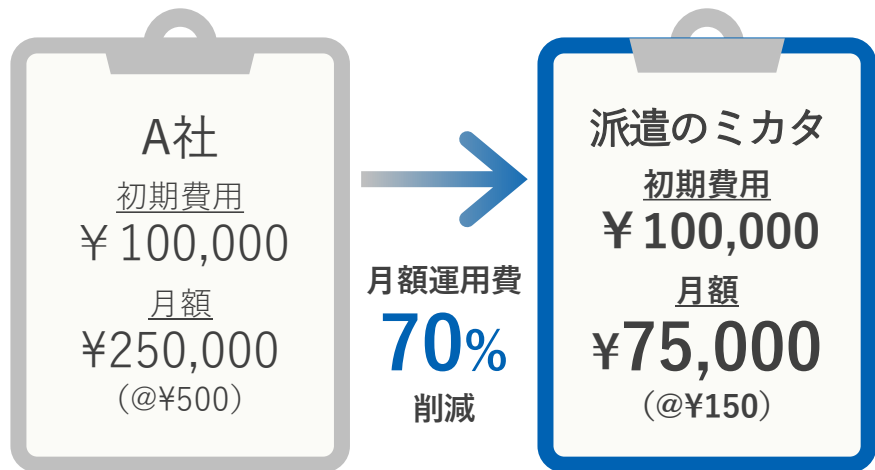 A社
初期費用
￥100,000
月額
¥250,000
（@¥500）
月額運用費
70%
削減
派遣のミカタ
初期費用
￥100,000
月額
¥75,000
（@¥150）